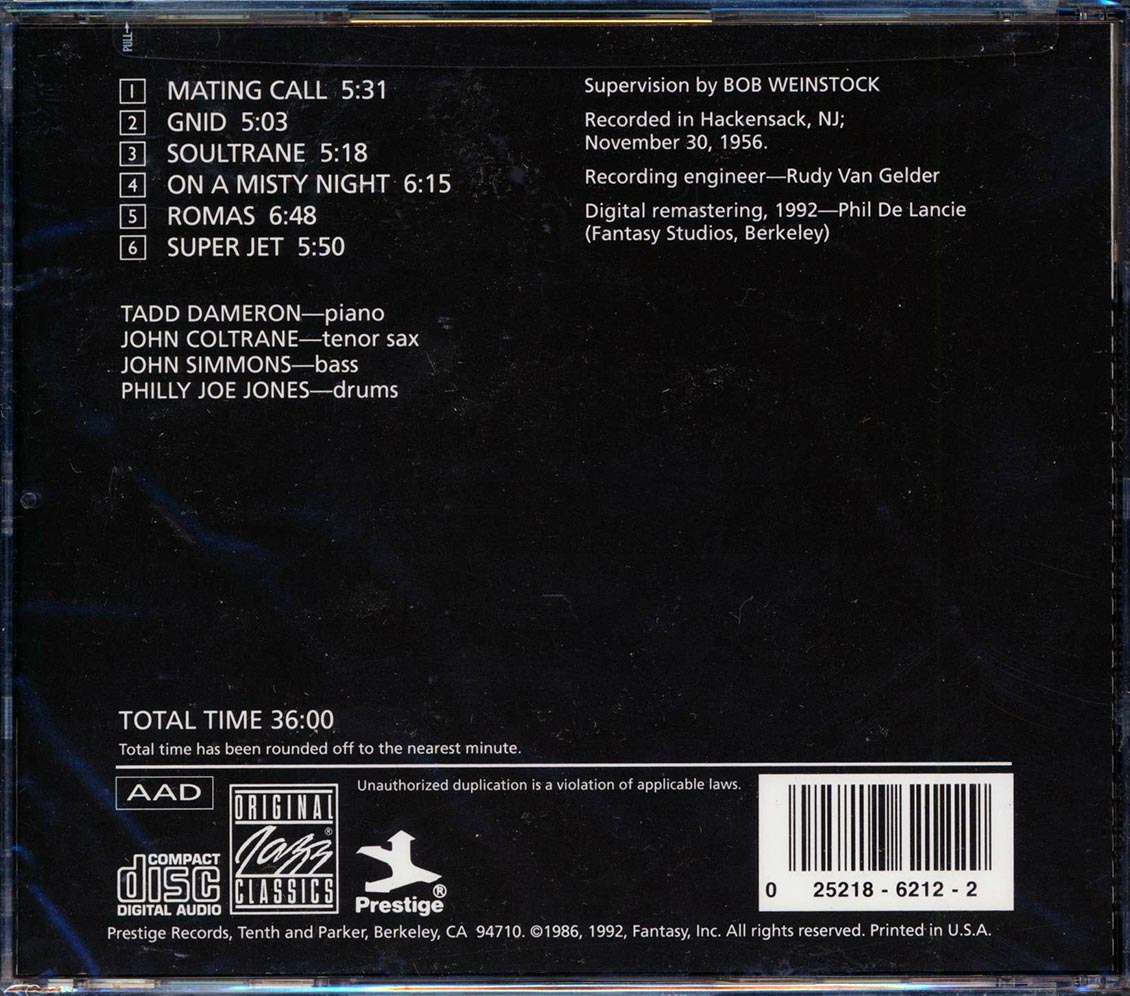 PULL
1 MATING CALL 5:31
2 GNID 5:03
3 SOULTRANE 5:18
4 ON A MISTY NIGHT 6:15
5 ROMAS 6:48
6 SUPER JET 5:50
TADD DAMERON—piano
JOHN COLTRANE—tenor sax
JOHN SIMMONS—bass
PHILLY JOE JONES—drums
Supervision by BOB WEINSTOCK
Recorded in Hackensack, NJ;
November 30, 1956.
Recording engineer—Rudy Van Gelder
Digital remastering, 1992—Phil De Lancie
(Fantasy Studios, Berkeley)
TOTAL TIME 36:00
Total time has been rounded off to the nearest minute.
AAD
COMPACT
disc
DIGITAL AUDIO
ORIGINAL
Jazz®
CLASSICS
Unauthorized duplication is a violation of applicable laws.
Prestige®
0 25218 - 6212 - 2
Prestige Records, Tenth and Parker, Berkeley, CA 94710. ©1986, 1992, Fantasy, Inc. All rights reserved. Printed in U.S.A.